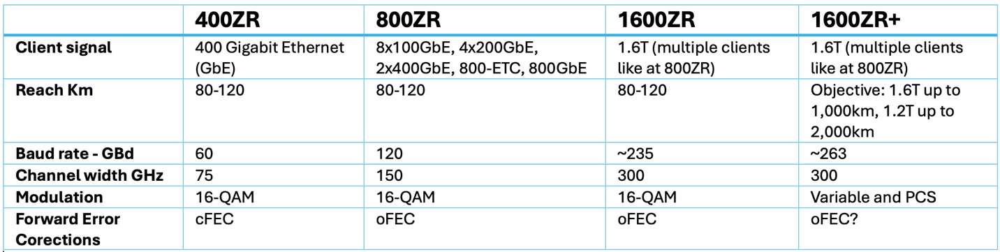 400ZR 800ZR 1600ZR 1600ZR+
Client signal 400 Gigabit Ethernet 8x100GbE, 4x200GbE, 1.6T (multiple clients 1.6T (multiple clients
(GbE) 2x400GbE, 800-ETC, 800GbE like at 800ZR) like at 800ZR)
Reach Km 80-120 80-120 80-120 Objective: 1.6T up to
1,000km, 1.2T up to
2,000km
Baud rate - GBd 60 120 ~235 ~263
Channel width GHz 75 150 300 300
Modulation 16-QAM 16-QAM 16-QAM Variable and PCS
Forward Error cFEC oFEC oFEC oFEC?
Corections